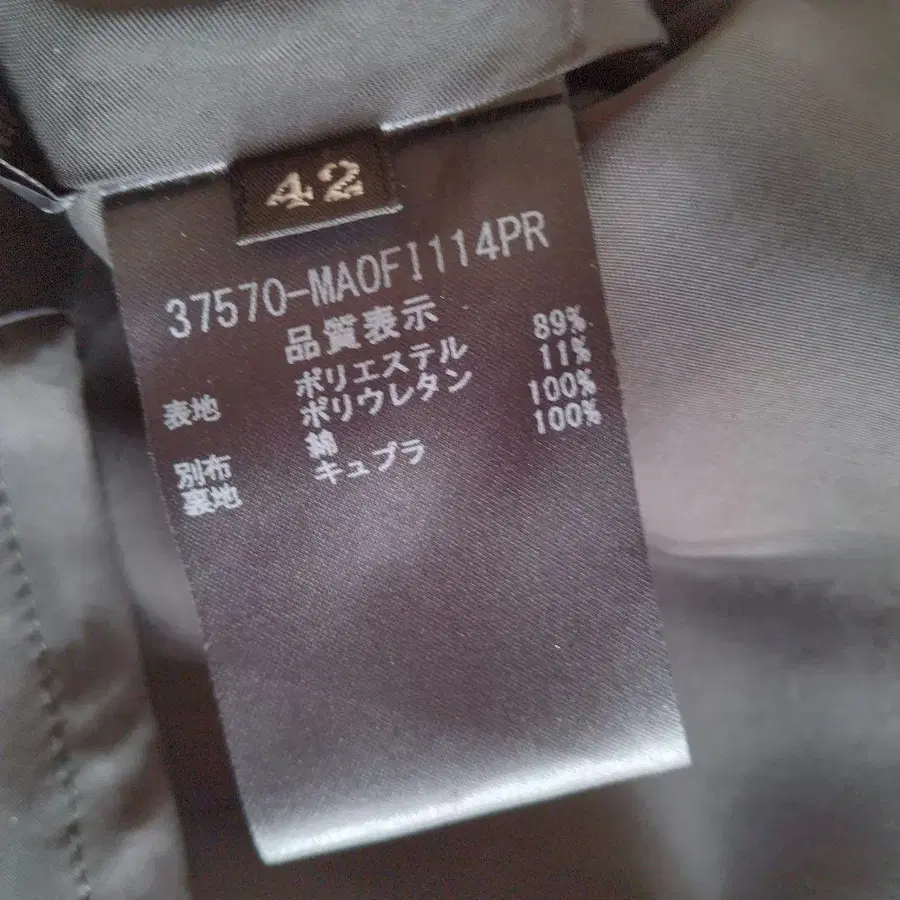 42
37570-MAOFI114PR
品質表示
表地 ポリエステル 89%
ポリウレタン 11%
別布 綿 100%
裏地 キュプラ 100%